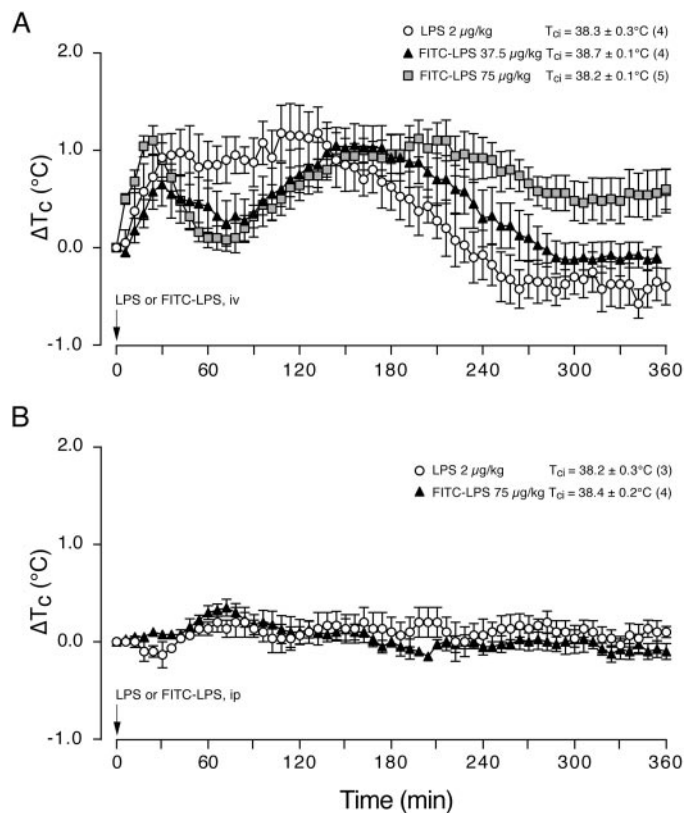 A
LPS 2 µg/kg Tci = 38.3 ± 0.3°C (4)
FITC-LPS 37.5 µg/kg Tci = 38.7 ± 0.1°C (4)
FITC-LPS 75 µg/kg Tci = 38.2 ± 0.1°C (5)
2.0
1.0
0.0
-1.0
ΔTC (°C)
LPS or FITC-LPS, iv
0 60 120 180 240 300 360
B
LPS 2 µg/kg Tci = 38.2 ± 0.3°C (3)
FITC-LPS 75 µg/kg Tci = 38.4 ± 0.2°C (4)
2.0
1.0
0.0
-1.0
ΔTC (°C)
LPS or FITC-LPS, ip
0 60 120 180 240 300 360
Time (min)